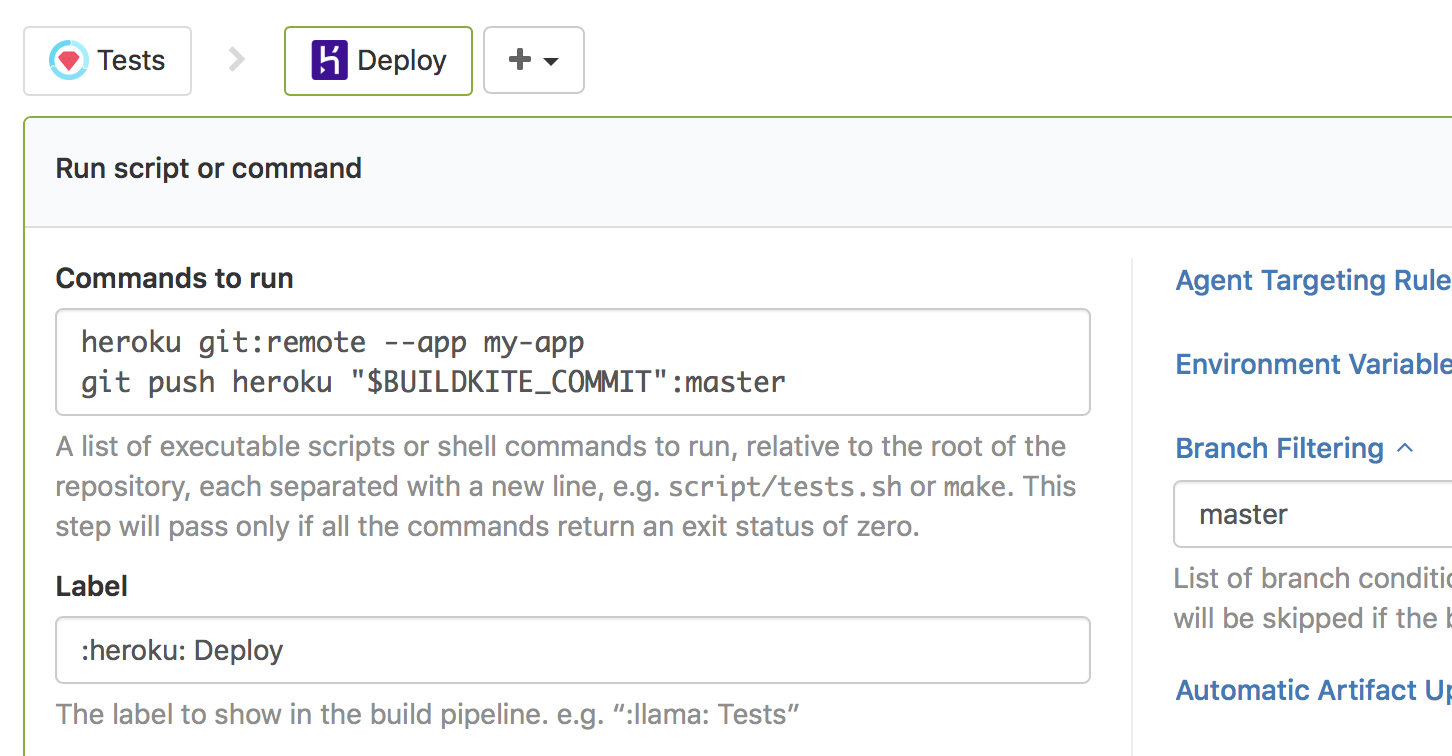 Tests
Deploy
Run script or command
Commands to run
heroku git:remote --app my-app
git push heroku "$BUILDKITE_COMMIT":master
A list of executable scripts or shell commands to run, relative to the root of the
repository, each separated with a new line, e.g. script/tests.sh or make. This
step will pass only if all the commands return an exit status of zero.
Label
:heroku: Deploy
The label to show in the build pipeline. e.g. “:llama: Tests”
Agent Targeting Rule
Environment Variable
Branch Filtering
master
List of branch conditio
will be skipped if the b
Automatic Artifact Up